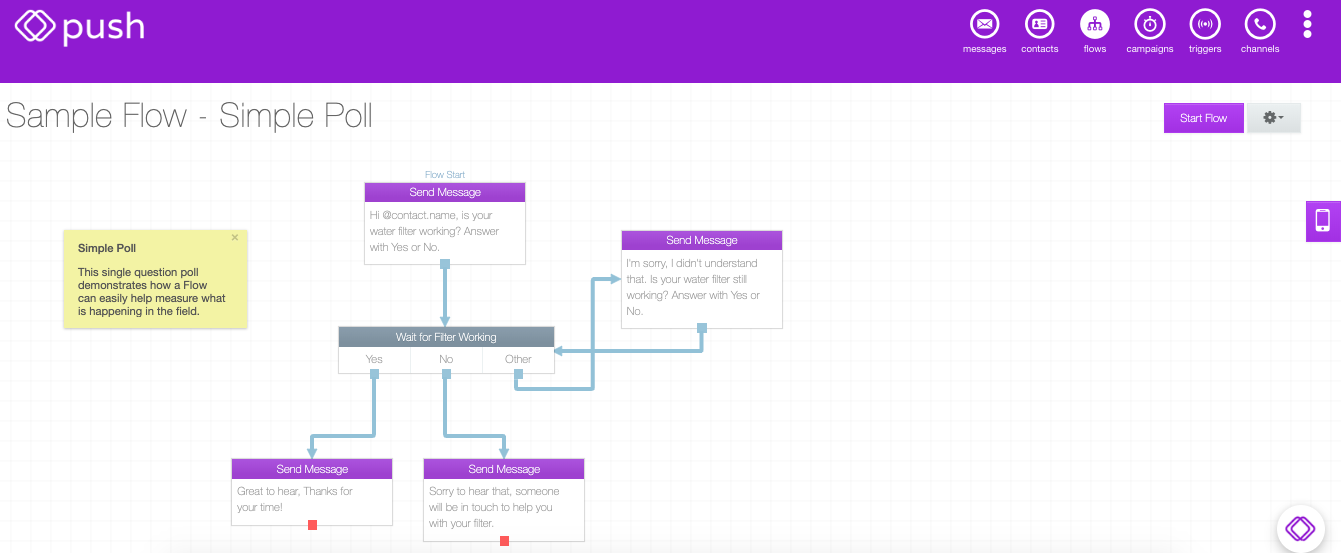 push
messages
contacts
flows
campaigns
triggers
channels
Sample Flow - Simple Poll
Start Flow
Flow Start
Send Message
Hi @contact.name, is your
water filter working? Answer
with Yes or No.
Simple Poll
This single question poll
demonstrates how a Flow
can easily help measure what
is happening in the field.
Send Message
I'm sorry, I didn't understand
that. Is your water filter still
working? Answer with Yes or
No.
Wait for Filter Working
Yes
No
Other
Send Message
Great to hear, Thanks for
your time!
Send Message
Sorry to hear that, someone
will be in touch to help you
with your filter.